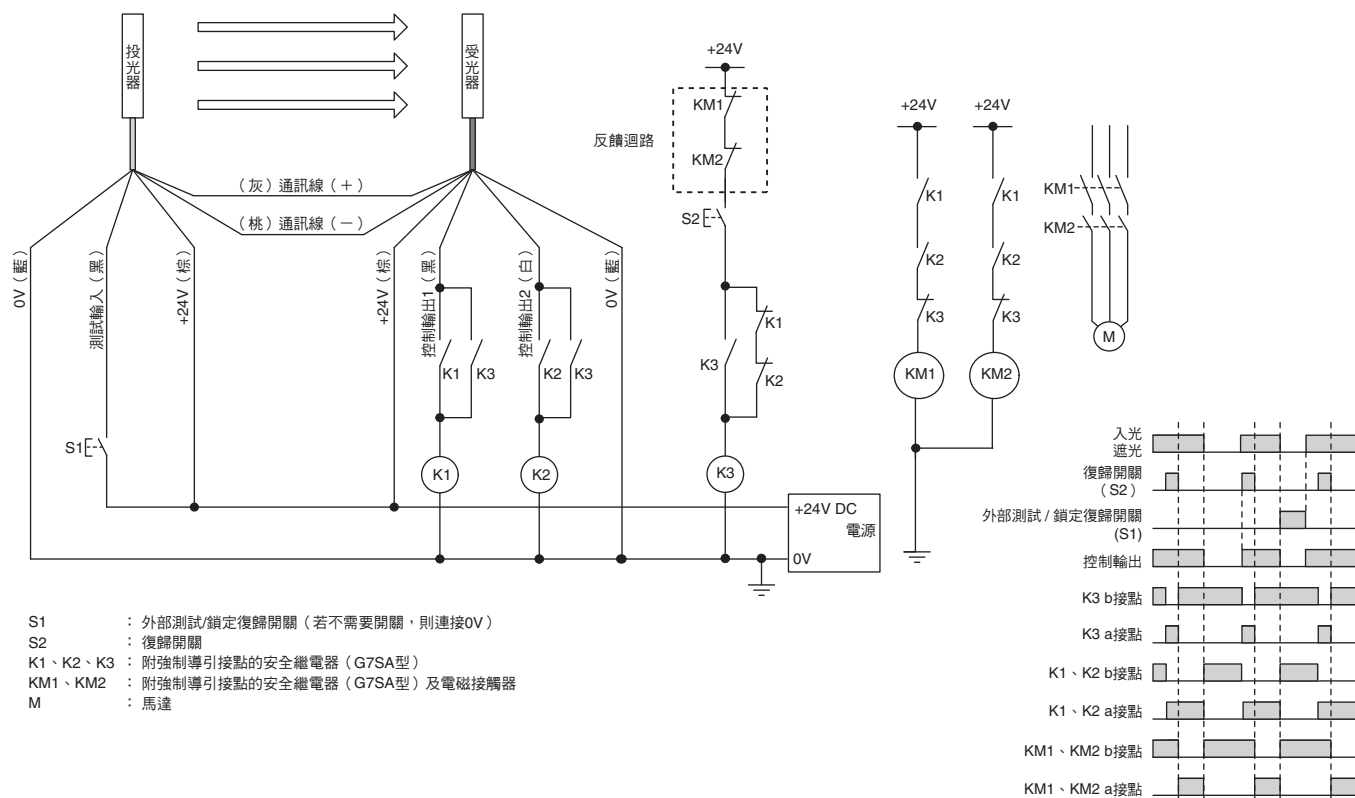 投光器
受光器
(灰)通訊線(+)
(桃)通訊線(－)
0V(藍)
測試輸入(黑)
+24V(棕)
+24V(棕)
控制輸出1(黑)
控制輸出2(白)
0V(藍)
K1
K3
K2
K3
S1
K1
K2
+24V
KM1
KM2
反饋迴路
S2
K3
K1
K2
K3
+24V DC
電源
0V
+24V
+24V
K1
K1
K2
K2
K3
K3
KM1
KM2
KM1
KM2
M
入光
遮光
復歸開關
(S2)
外部測試 / 鎖定復歸開關
(S1)
控制輸出
K3 b接點
K3 a接點
K1、K2 b接點
K1、K2 a接點
KM1、KM2 b接點
KM1、KM2 a接點
S1 : 外部測試/鎖定復歸開關(若不需要開關，則連接0V)
S2 : 復歸開關
K1、K2、K3 : 附強制導引接點的安全繼電器(G7SA型)
KM1、KM2 : 附強制導引接點的安全繼電器(G7SA型)及電磁接觸器
M : 馬達